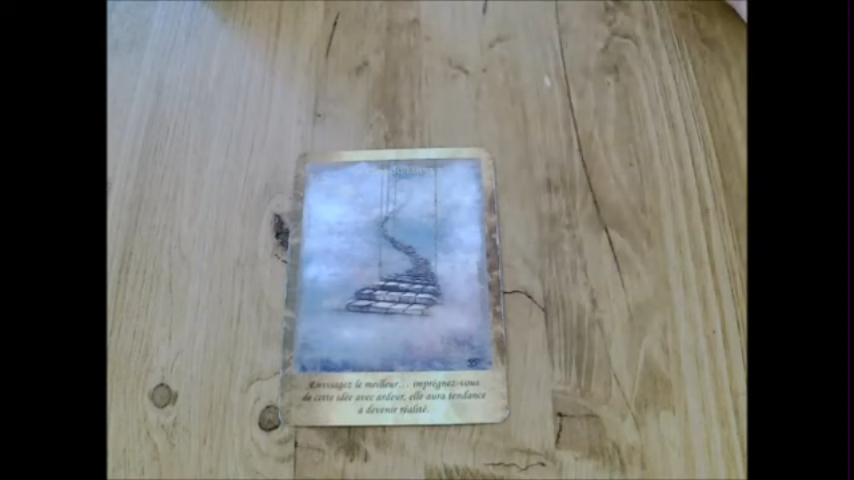 Envisagez le meilleur... imprégnez-vous
de cette idée avec ardeur, elle aura tendance
à devenir réalité.